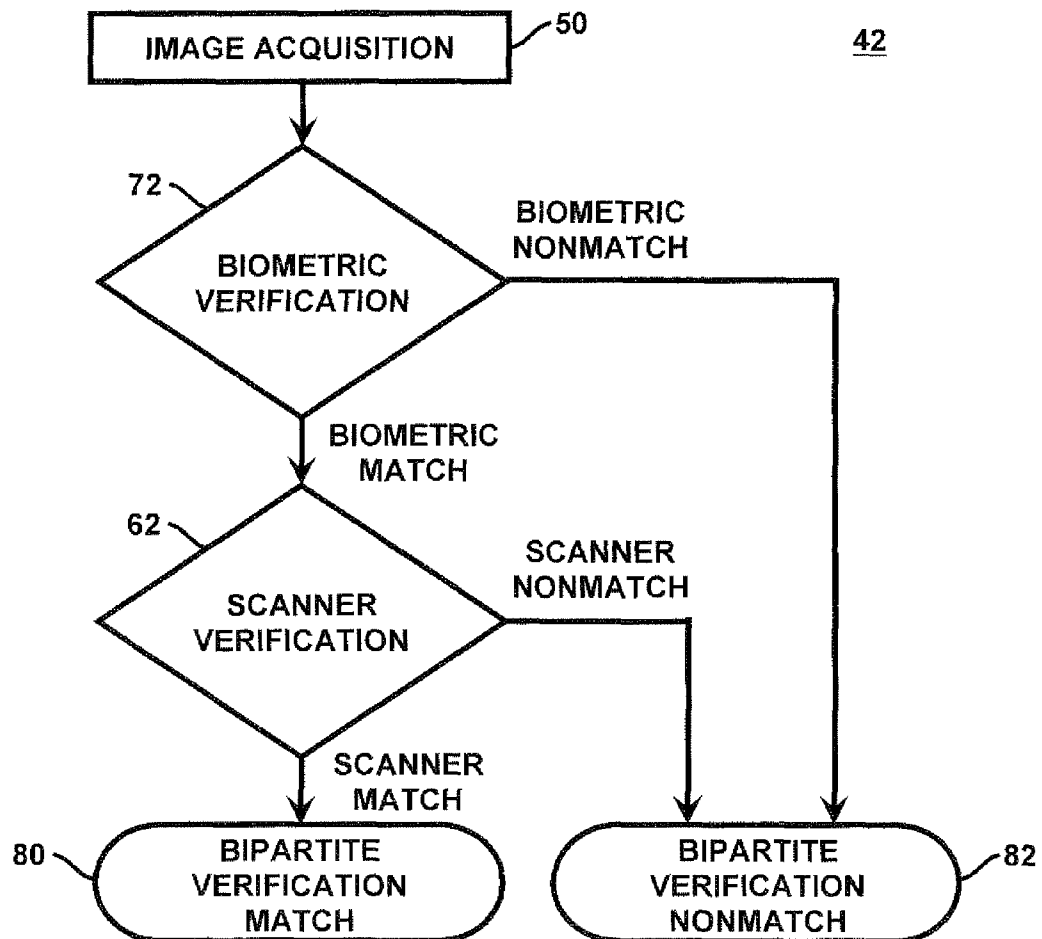 IMAGE ACQUISITION
50
42
72
BIOMETRIC
NONMATCH
BIOMETRIC
VERIFICATION
BIOMETRIC
MATCH
62
SCANNER
NONMATCH
SCANNER
VERIFICATION
SCANNER
MATCH
80
BIPARTITE
VERIFICATION
MATCH
BIPARTITE
VERIFICATION
NONMATCH
82